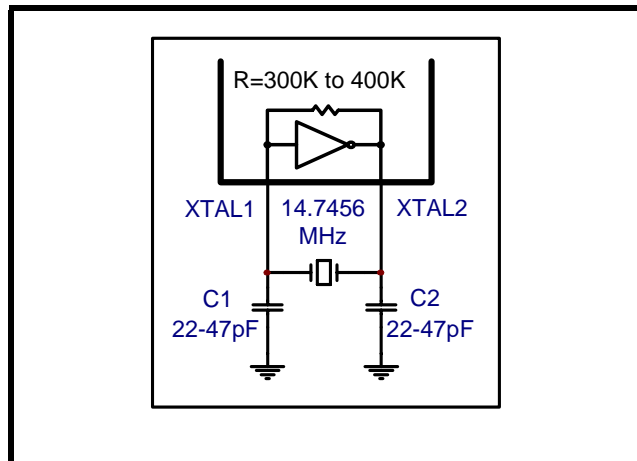 R=300K to 400K
XTAL1 14.7456 XTAL2
MHz
C1 C2
22-47pF 22-47pF